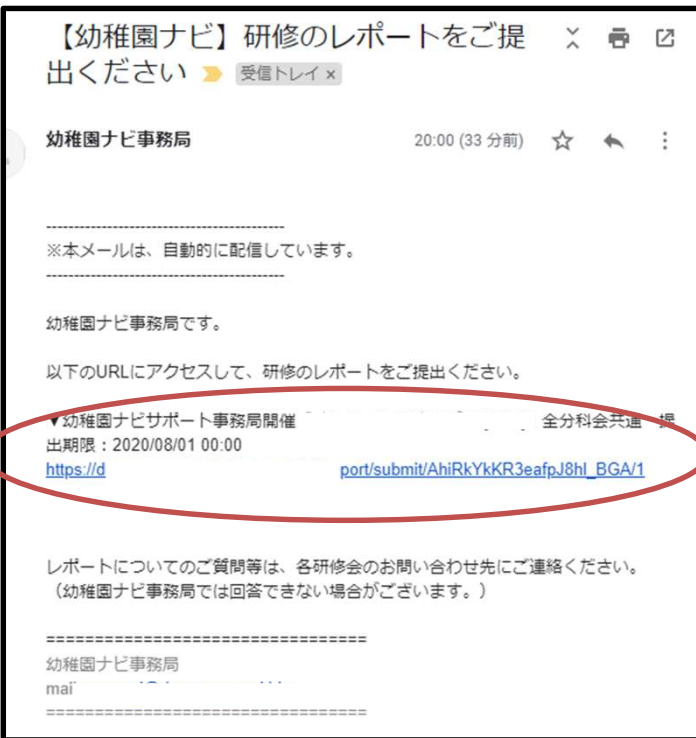 【幼稚園ナビ】研修のレポートをご提
出ください 受信トレイ ×
幼稚園ナビ事務局 20:00 (33 分前)
-------------------------------------------
※本メールは、自動的に配信しています。
-------------------------------------------
幼稚園ナビ事務局です。
以下のURLにアクセスして、研修のレポートをご提出ください。
▼幼稚園ナビサポート事務局開催 全分科会共通 提
出期限：2020/08/01 00:00
https://d port/submit/AhiRkYkKR3eafpJ8hI_BGA/1
レポートについてのご質問等は、各研修会のお問い合わせ先にご連絡ください。
（幼稚園ナビ事務局では回答できない場合がございます。）
=================================
幼稚園ナビ事務局
=================================